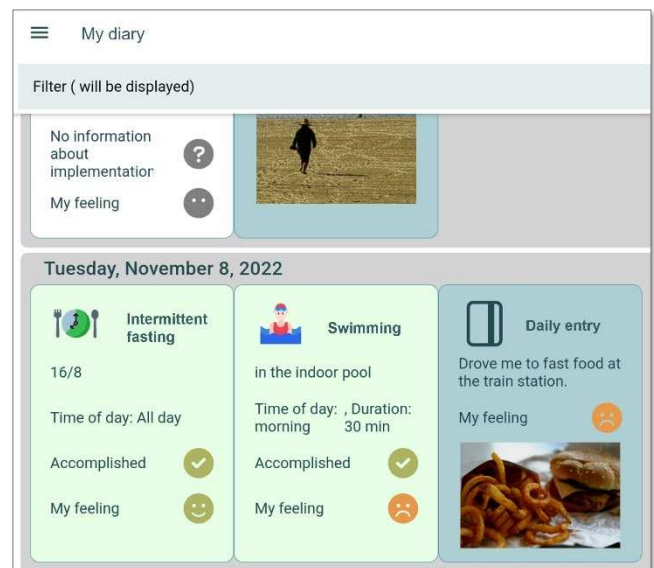 My diary
Filter ( will be displayed)
No information
about
implementatior
My feeling
Tuesday, November 8, 2022
Intermittent
fasting
16/8
Time of day: All day
Accomplished
My feeling
Swimming
in the indoor pool
Time of day: , Duration:
morning 30 min
Accomplished
My feeling
Daily entry
Drove me to fast food at
the train station.
My feeling